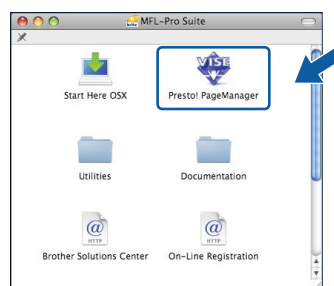 MFL-Pro Suite
VISE
Start Here OSX
Presto! PageManager
Utilities
Documentation
@
HTTP
@
HTTP
Brother Solutions Center
On-Line Registration